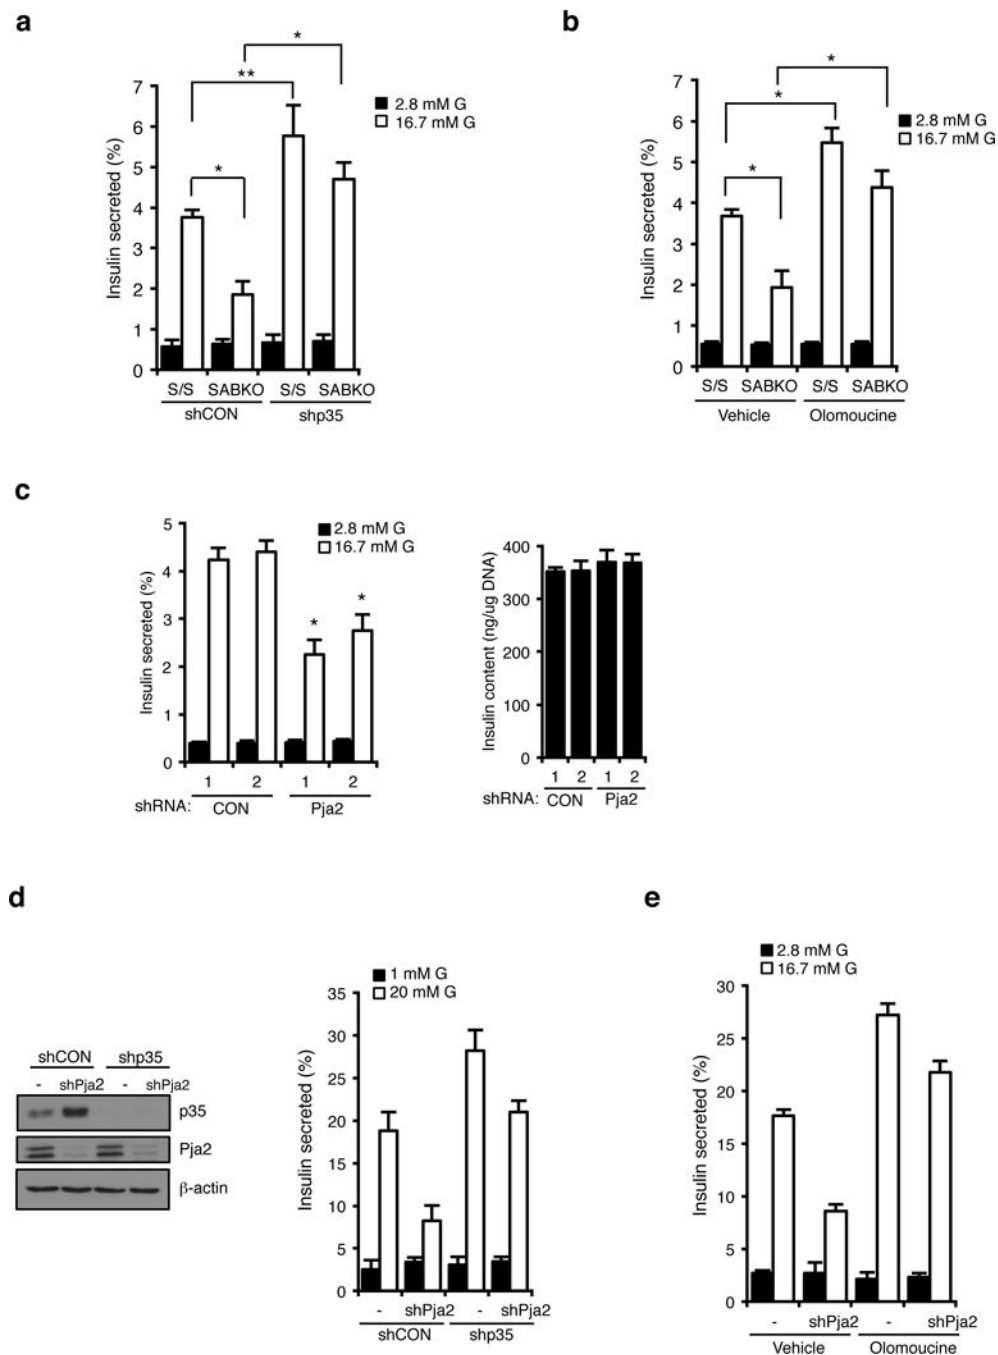 a
*
**
*
7
6
5
4
3
2
1
0
Insulin secreted (%)
2.8 mM G
16.7 mM G
S/S SABKO S/S SABKO
shCON shp35
b
*
*
*
7
6
5
4
3
2
1
0
Insulin secreted (%)
2.8 mM G
16.7 mM G
S/S SABKO S/S SABKO
Vehicle Olomoucine
c
2.8 mM G
16.7 mM G
5
4
3
2
1
0
Insulin secreted (%)
*
*
1 2 1 2
shRNA: CON Pja2
400
300
200
100
0
Insulin content (ng/ug DNA)
1 2 1 2
shRNA: CON Pja2
d
shCON shp35
- shPja2 - shPja2
p35
Pja2
β-actin
1 mM G
20 mM G
35
30
25
20
15
10
5
0
Insulin secreted (%)
- shPja2 - shPja2
shCON shp35
e
2.8 mM G
16.7 mM G
30
25
20
15
10
5
0
Insulin secreted (%)
- shPja2 - shPja2
Vehicle Olomoucine